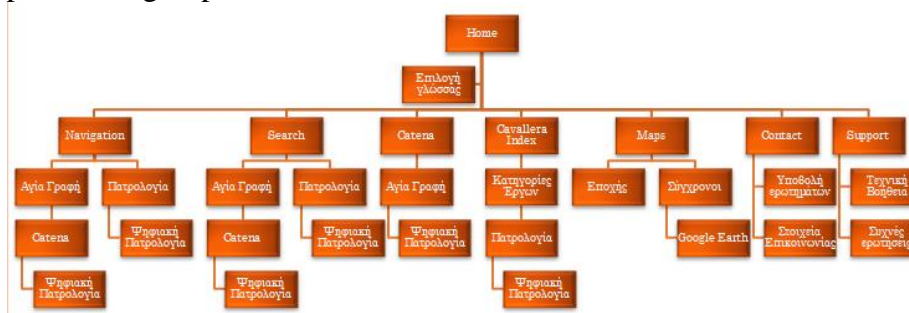 Home
Επιλογή
γλώσσας
Navigation
Search
Catena
Cavallera
Index
Maps
Contact
Support
Αγία Γραφή
Πατρολογία
Αγία Γραφή
Πατρολογία
Αγία Γραφή
Κατηγορίες
Έργων
Εποχής
Σύγχρονοι
Υποβολή
ερωτημάτων
Τεχνική
Βοήθεια
Catena
Ψηφιακή
Πατρολογία
Catena
Ψηφιακή
Πατρολογία
Ψηφιακή
Πατρολογία
Πατρολογία
Google Earth
Στοιχεία
Επικοινωνίας
Συχνές
ερωτήσεις
Ψηφιακή
Πατρολογία
Ψηφιακή
Πατρολογία
Ψηφιακή
Πατρολογία